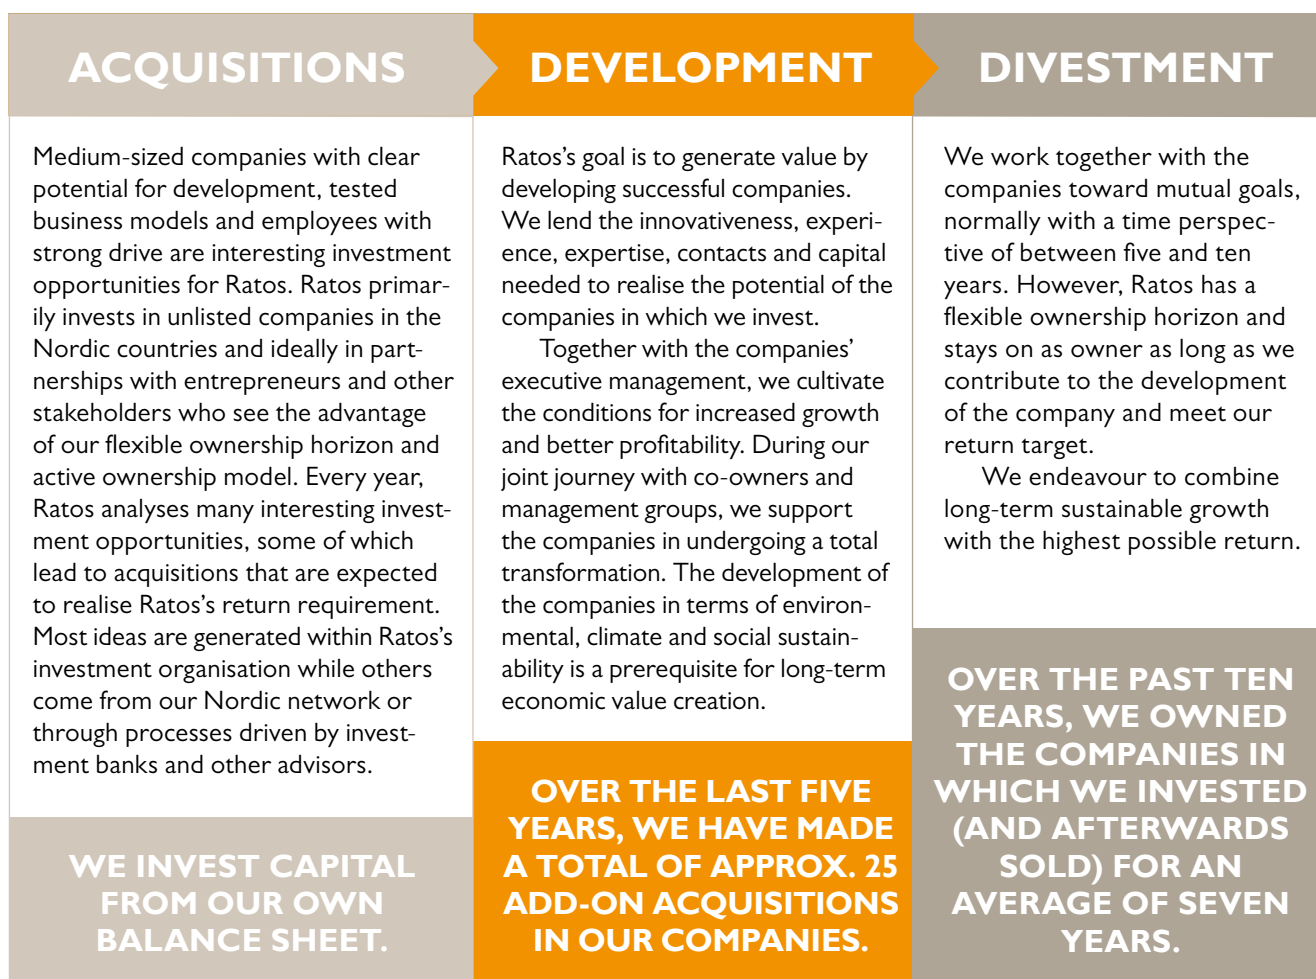 ACQUISITIONS
Medium-sized companies with clear
potential for development, tested
business models and employees with
strong drive are interesting investment
opportunities for Ratos. Ratos primar-
ily invests in unlisted companies in the
Nordic countries and ideally in part-
nerships with entrepreneurs and other
stakeholders who see the advantage
of our flexible ownership horizon and
active ownership model. Every year,
Ratos analyses many interesting invest-
ment opportunities, some of which
lead to acquisitions that are expected
to realise Ratos's return requirement.
Most ideas are generated within Ratos's
investment organisation while others
come from our Nordic network or
through processes driven by invest-
ment banks and other advisors.
WE INVEST CAPITAL
FROM OUR OWN
BALANCE SHEET.
DEVELOPMENT
Ratos's goal is to generate value by
developing successful companies.
We lend the innovativeness, experi-
ence, expertise, contacts and capital
needed to realise the potential of the
companies in which we invest.
Together with the companies'
executive management, we cultivate
the conditions for increased growth
and better profitability. During our
joint journey with co-owners and
management groups, we support
the companies in undergoing a total
transformation. The development of
the companies in terms of environ-
mental, climate and social sustain-
ability is a prerequisite for long-term
economic value creation.
OVER THE LAST FIVE
YEARS, WE HAVE MADE
A TOTAL OF APPROX. 25
ADD-ON ACQUISITIONS
IN OUR COMPANIES.
DIVESTMENT
We work together with the
companies toward mutual goals,
normally with a time perspec-
tive of between five and ten
years. However, Ratos has a
flexible ownership horizon and
stays on as owner as long as we
contribute to the development
of the company and meet our
return target.
We endeavour to combine
long-term sustainable growth
with the highest possible return.
OVER THE PAST TEN
YEARS, WE OWNED
THE COMPANIES IN
WHICH WE INVESTED
(AND AFTERWARDS
SOLD) FOR AN
AVERAGE OF SEVEN
YEARS.